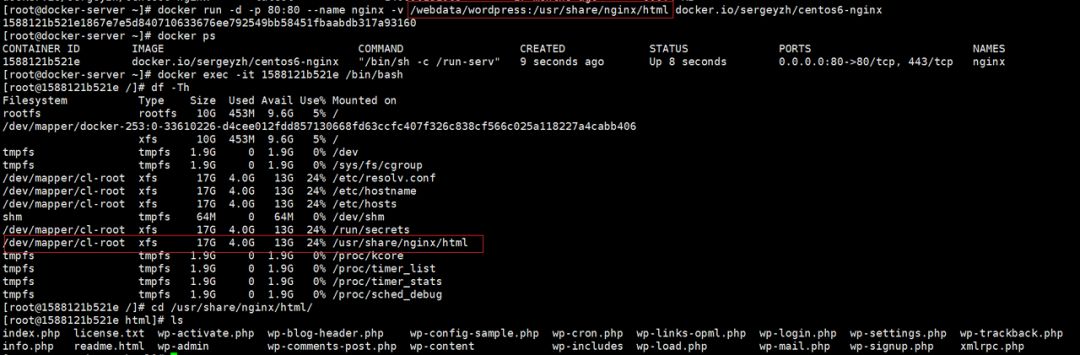 [root@docker-server ~]# docker run -d -p 80:80 --name nginx -v /webdata/wordpress:/usr/share/nginx/html docker.io/sergeyzh/centos6-nginx
1588121b521e1867e7e5d840710633676ee792549bb58451fbaabdb317a93160
[root@docker-server ~]# docker ps
CONTAINER ID IMAGE COMMAND CREATED STATUS PORTS NAMES
1588121b521e docker.io/sergeyzh/centos6-nginx "/bin/sh -c /run-serv" 9 seconds ago Up 8 seconds 0.0.0.0:80->80/tcp, 443/tcp nginx
[root@docker-server ~]# docker exec -it 1588121b521e /bin/bash
[root@1588121b521e /]# df -Th
Filesystem Type Size Used Avail Use% Mounted on
rootfs rootfs 10G 453M 9.6G 5% /
/dev/mapper/docker-253:0-33610226-d4cee012fdd857130668fd63ccfc407f326c838cf566c025a118227a4cabb406
xfs 10G 453M 9.6G 5% /
tmpfs tmpfs 1.9G 0 1.9G 0% /dev
tmpfs tmpfs 1.9G 0 1.9G 0% /sys/fs/cgroup
/dev/mapper/cl-root xfs 17G 4.0G 13G 24% /etc/resolv.conf
/dev/mapper/cl-root xfs 17G 4.0G 13G 24% /etc/hostname
/dev/mapper/cl-root xfs 17G 4.0G 13G 24% /etc/hosts
shm tmpfs 64M 0 64M 0% /dev/shm
/dev/mapper/cl-root xfs 17G 4.0G 13G 24% /run/secrets
/dev/mapper/cl-root xfs 17G 4.0G 13G 24% /usr/share/nginx/html
tmpfs tmpfs 1.9G 0 1.9G 0% /proc/kcore
tmpfs tmpfs 1.9G 0 1.9G 0% /proc/timer_list
tmpfs tmpfs 1.9G 0 1.9G 0% /proc/timer_stats
tmpfs tmpfs 1.9G 0 1.9G 0% /proc/sched_debug
[root@1588121b521e /]# cd /usr/share/nginx/html/
[root@1588121b521e html]# ls
index.php license.txt wp-activate.php wp-blog-header.php wp-config-sample.php wp-cron.php wp-links-opml.php wp-login.php wp-settings.php wp-trackback.php
info.php readme.html wp-admin wp-comments-post.php wp-content wp-includes wp-load.php wp-mail.php wp-signup.php xmlrpc.php